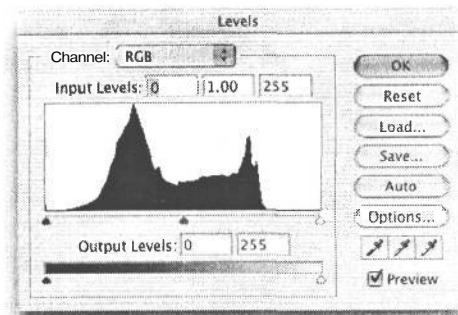 Levels
Channel: RGB
Input Levels: 0 1.00 255
Output Levels: 0 255
OK
Reset
Load...
Save...
Auto
Options...
Preview